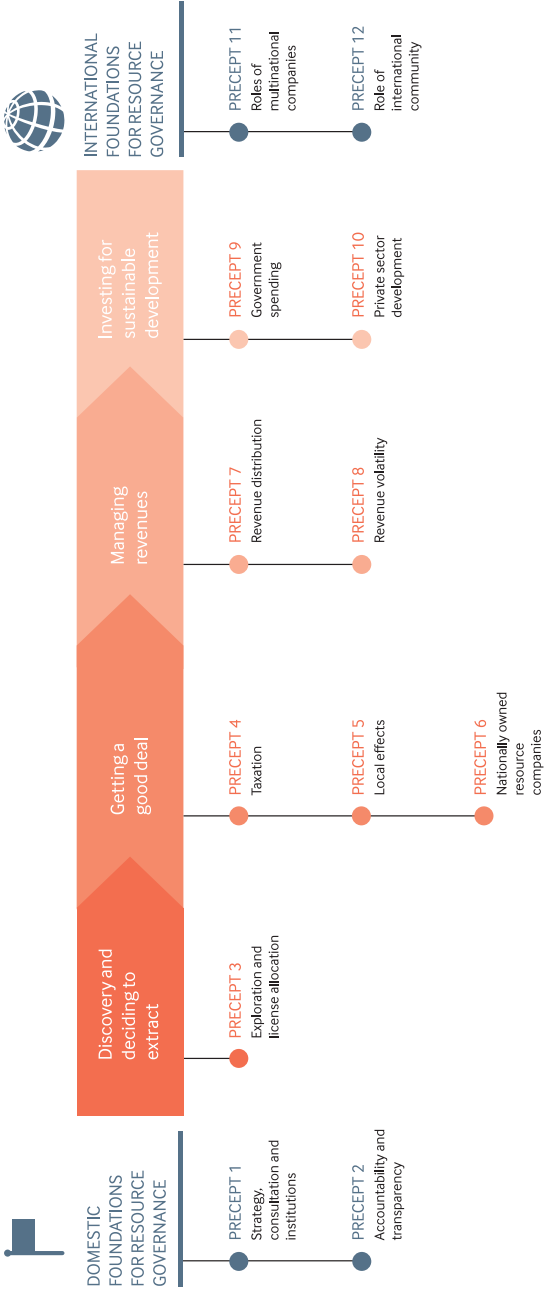 DOMESTIC
FOUNDATIONS
FOR RESOURCE
GOVERNANCE
PRECEPT 1
Strategy,
consultation and
institutions
PRECEPT 2
Accountability and
transparency
Discovery and
deciding to
extract
PRECEPT 3
Exploration and
license allocation
Getting a
good deal
PRECEPT 4
Taxation
PRECEPT 5
Local effects
PRECEPT 6
Nationally owned
resource
companies
Managing
revenues
PRECEPT 7
Revenue distribution
PRECEPT 8
Revenue volatility
Investing for
sustainable
development
PRECEPT 9
Government
spending
PRECEPT 10
Private sector
development
INTERNATIONAL
FOUNDATIONS
FOR RESOURCE
GOVERNANCE
PRECEPT 11
Roles of
multinational
companies
PRECEPT 12
Role of
international
community